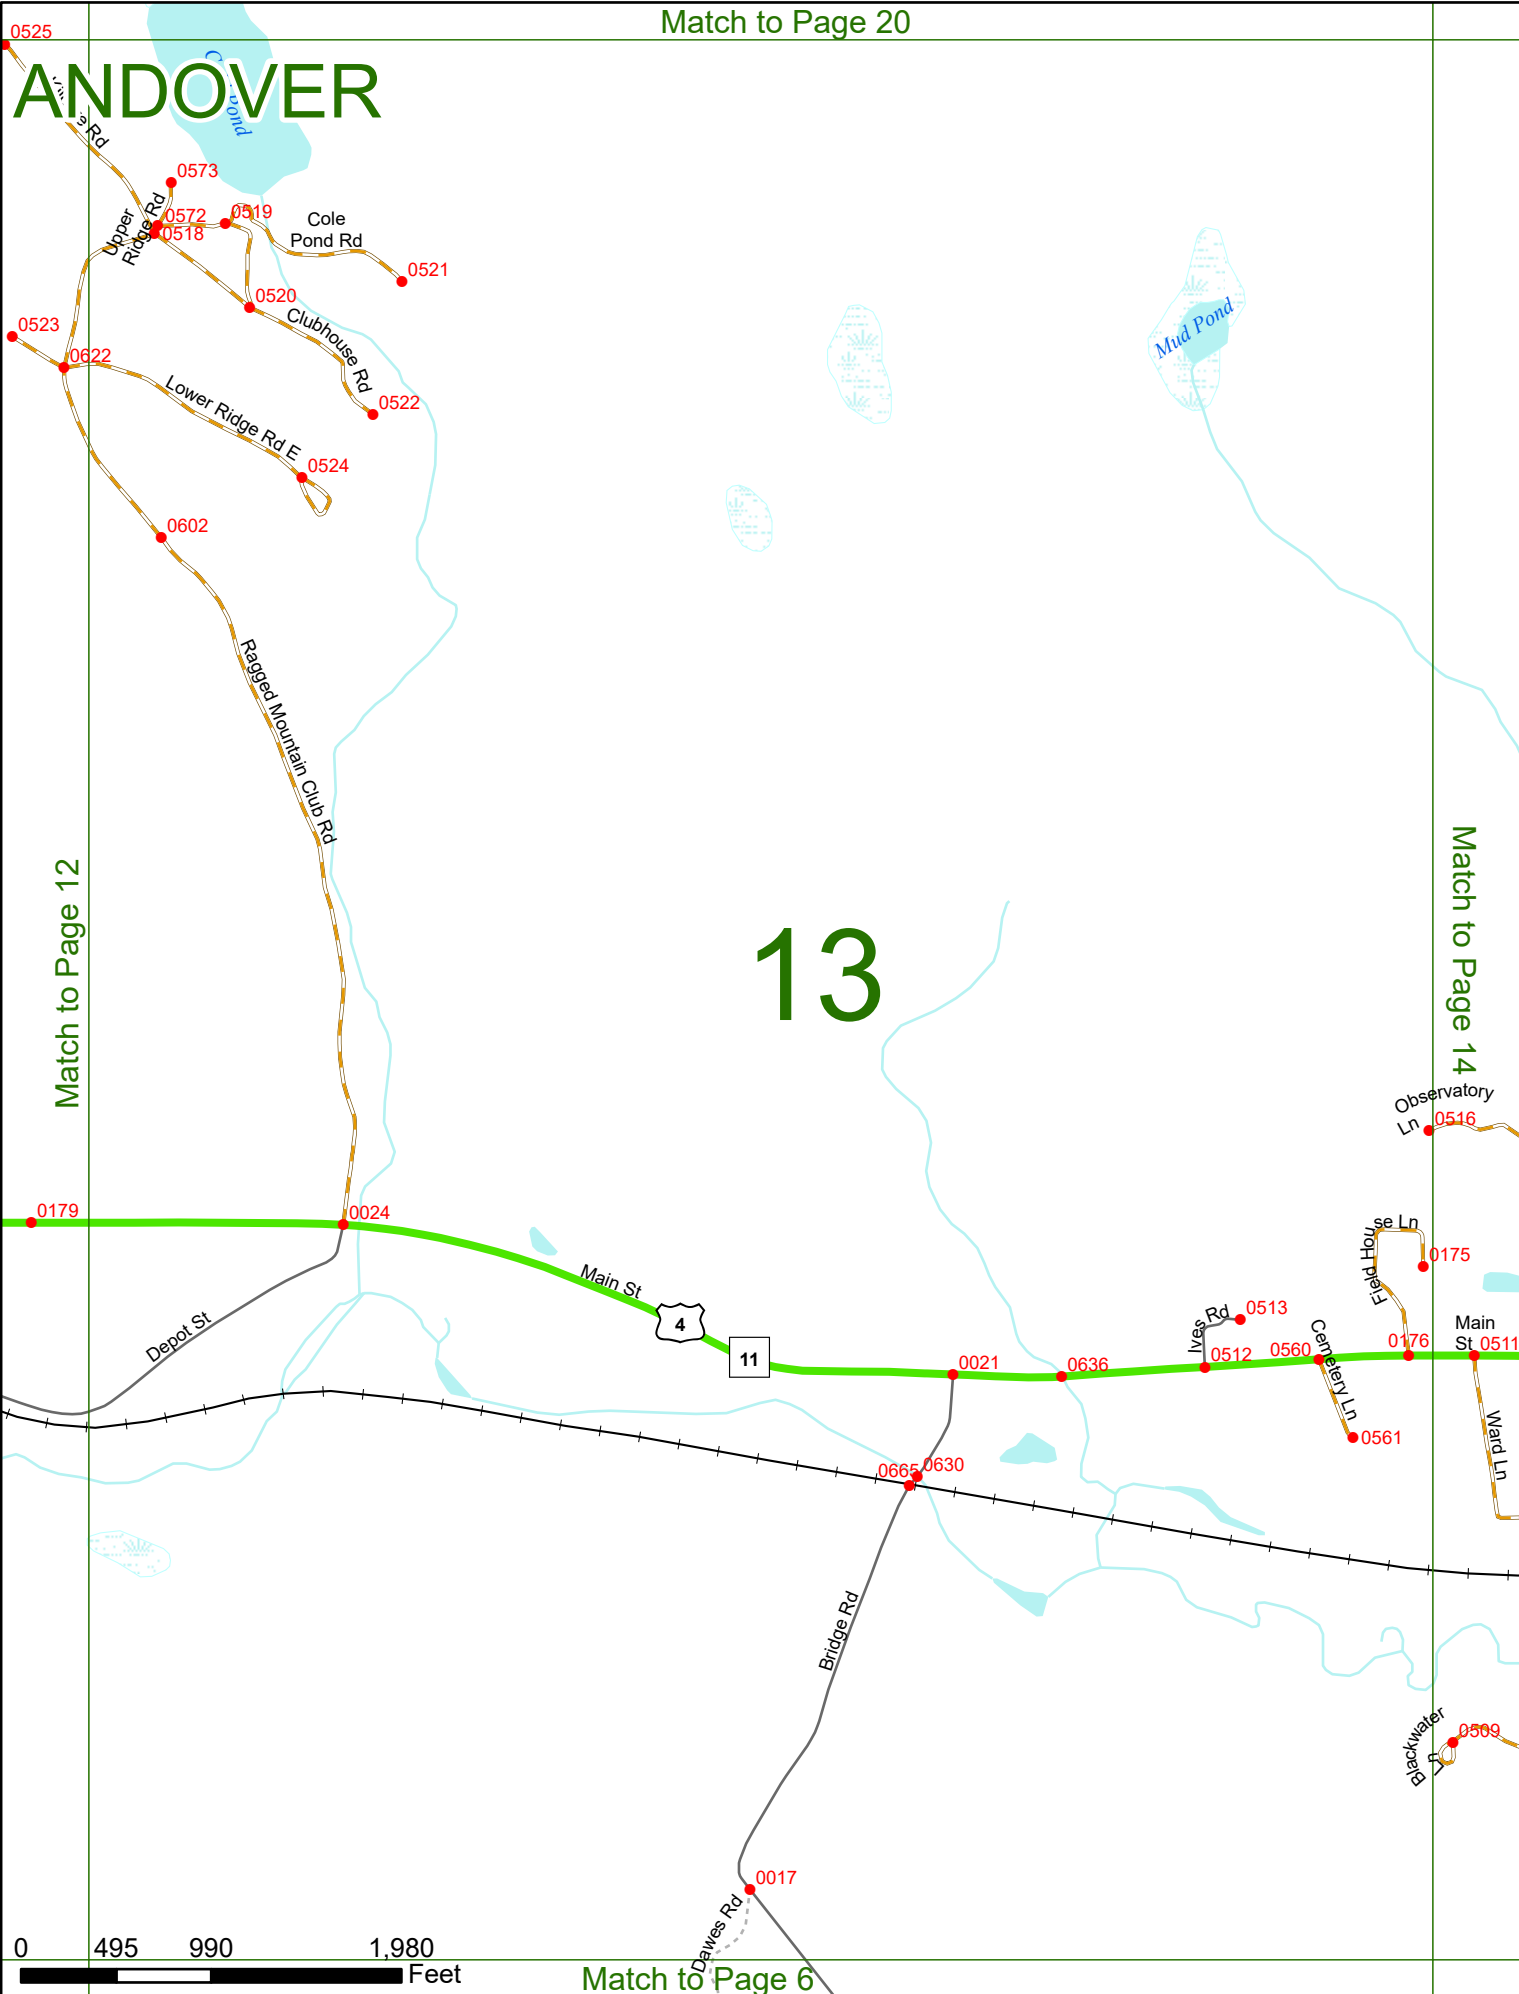 Match to Page 20
0525
ANDOVER
Pond
Rd
0573
Upper
Ridge Rd
0572
0518
0519
Cole
Pond Rd
0521
0520
Clubhouse Rd
0523
0622
0522
Lower Ridge Rd E
0524
Mud Pond
0602
Ragged Mountain Club Rd
Match to Page 12
13
Match to Page 14
Observatory
Ln
0516
0179
0024
Field Hou
se Ln
0175
Main St
4
11
Depot St
Ives Rd
0513
0021
0636
0512
0560
Cemetery Ln
0176
Main
St
0511
0561
Ward Ln
0665
0630
Bridge Rd
Blackwater
Ln
0509
0017
Dawes Rd
0
495
990
1,980
Feet
Match to Page 6